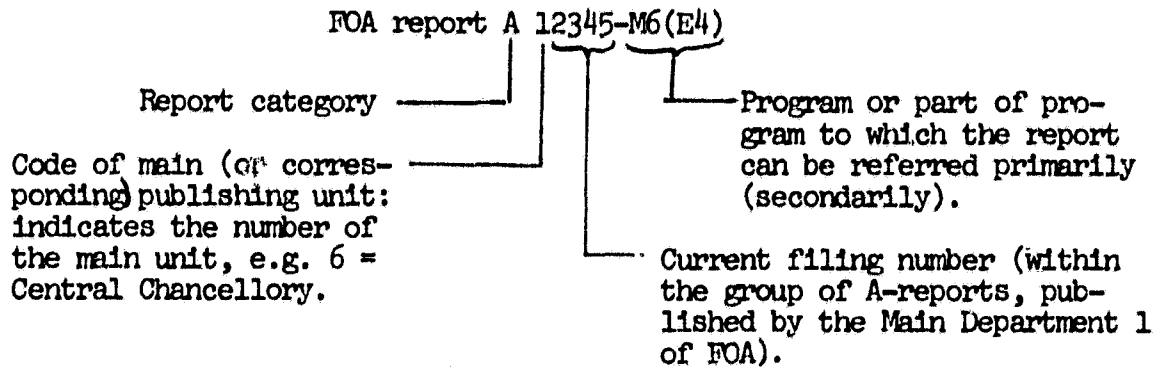 FOA report A 12345-M6(E4)
Report category
Program or part of pro-
gram to which the report
can be referred primarily
(secondarily).
Code of main (or corres-
ponding) publishing unit:
indicates the number of
the main unit, e.g. 6 =
Central Chancellory.
Current filing number (within
the group of A-reports, pub-
lished by the Main Department 1
of FOA).